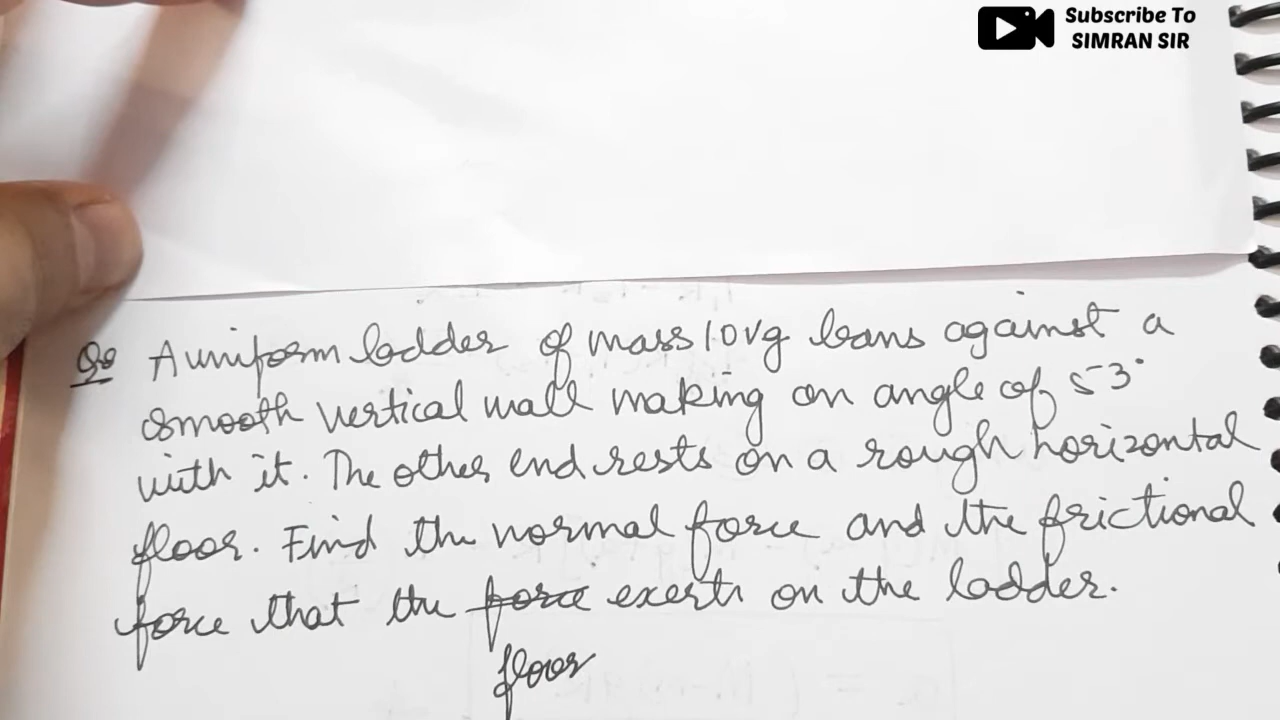 Subscribe To
SIMRAN SIR
Qs A uniform ladder of mass 10 kg leans against a
smooth vertical wall making an angle of 53°
with it. The other end rests on a rough horizontal
floor. Find the normal force and the frictional
force that the force exerts on the ladder.
floor